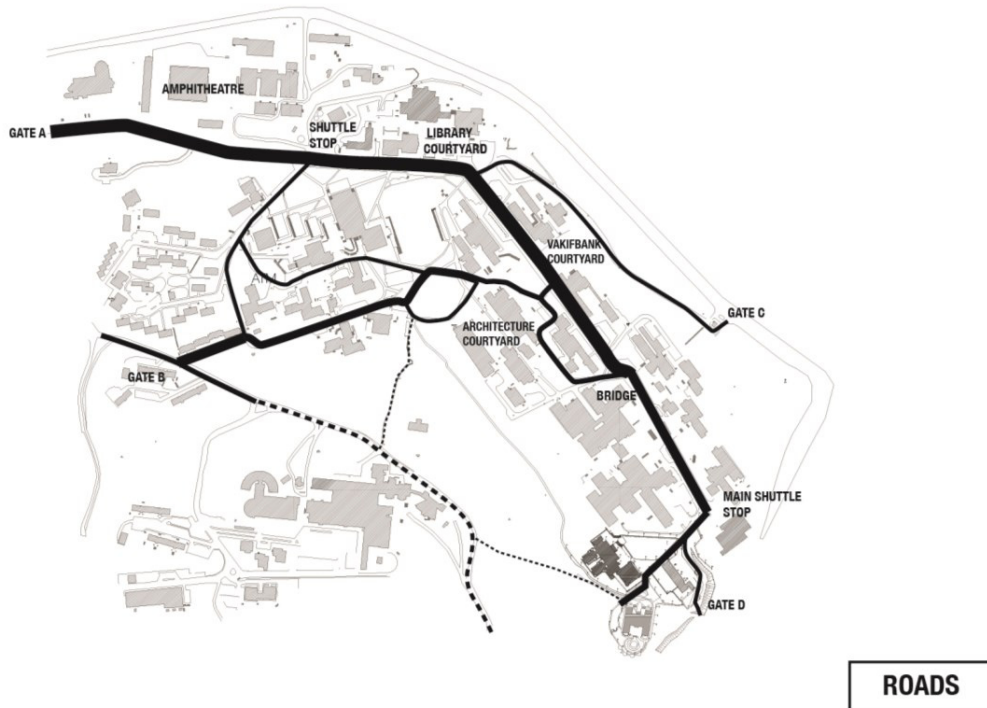 AMPHITHEATRE
GATE A
SHUTTLE
STOP
LIBRARY
COURTYARD
VAKIFBANK
COURTYARD
GATE C
ARCHITECTURE
COURTYARD
GATE B
BRIDGE
MAIN SHUTTLE
STOP
GATE D
ROADS